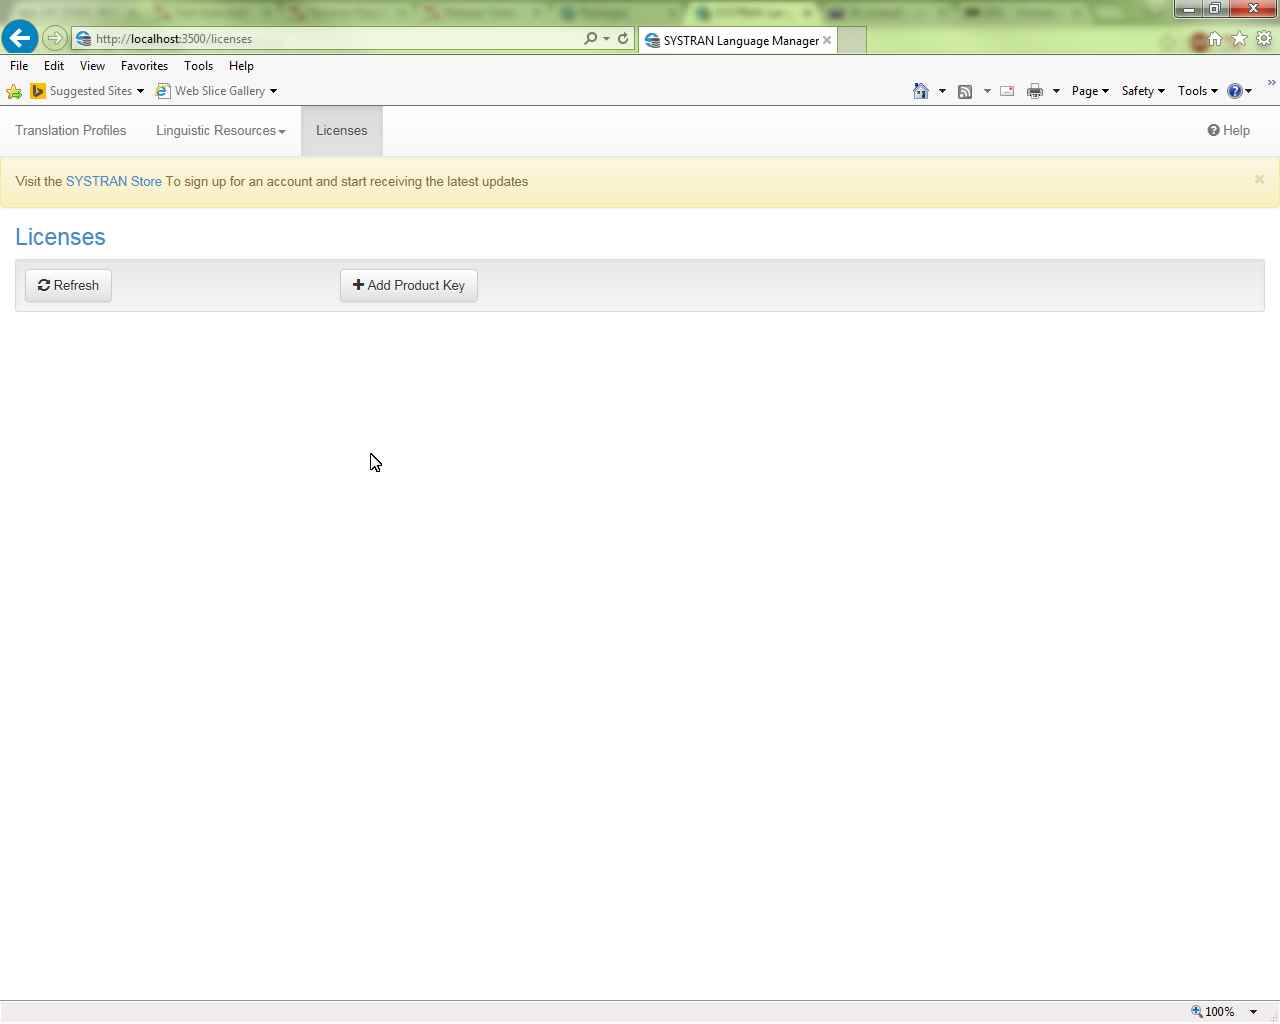 http://localhost:3500/licenses
SYSTRAN Language Manager
File Edit View Favorites Tools Help
Suggested Sites Web Slice Gallery Page Safety Tools
Translation Profiles Linguistic Resources Licenses Help
Visit the SYSTRAN Store To sign up for an account and start receiving the latest updates
Licenses
Refresh Add Product Key
100%